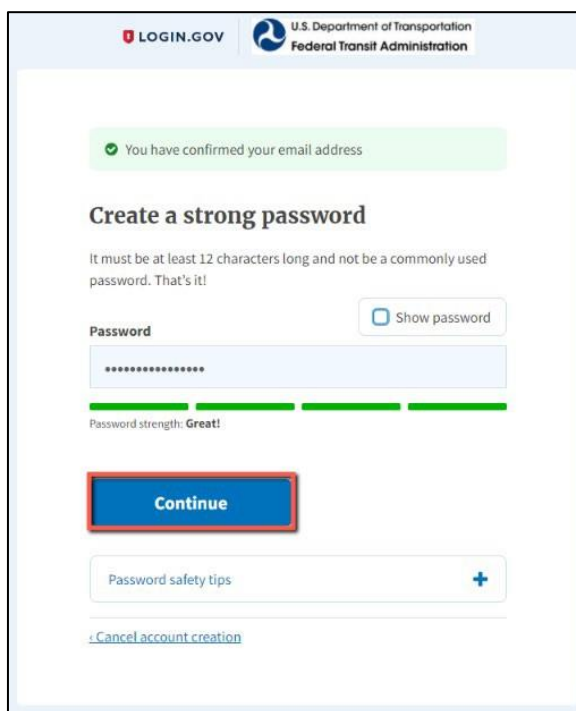 LOGIN.GOV
U.S. Department of Transportation
Federal Transit Administration
You have confirmed your email address
Create a strong password
It must be at least 12 characters long and not be a commonly used
password. That's it!
Show password
Password
••••••••••••••••
Password strength: Great!
Continue
Password safety tips
‹ Cancel account creation